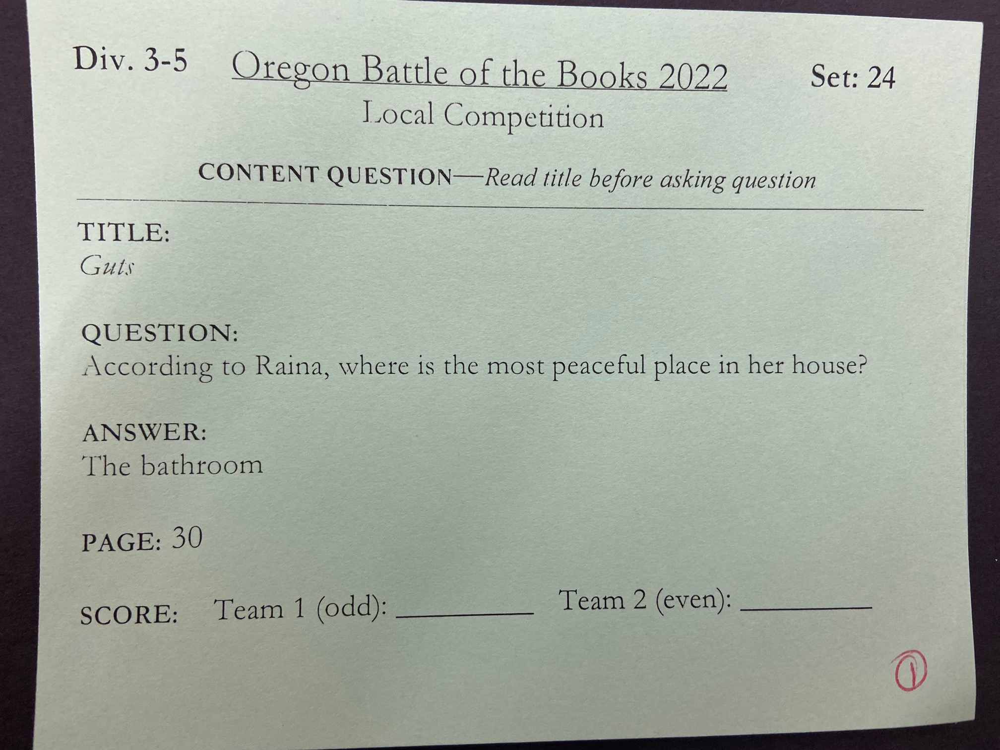 Div. 3-5 Oregon Battle of the Books 2022 Set: 24
Local Competition
CONTENT QUESTION—Read title before asking question
TITLE:
Guts
QUESTION:
According to Raina, where is the most peaceful place in her house?
ANSWER:
The bathroom
PAGE: 30
SCORE: Team 1 (odd): __________ Team 2 (even): __________
1